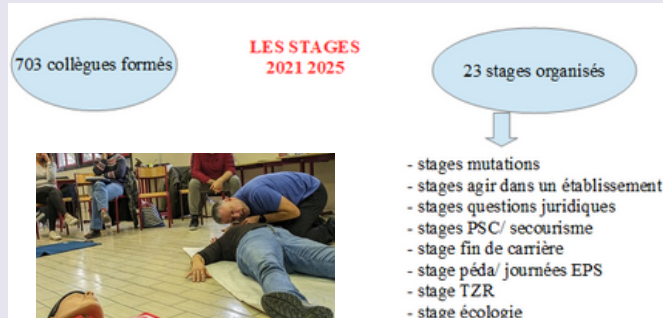 703 collègues formés
LES STAGES
2021 2025
23 stages organisés
- stages mutations
- stages agir dans un établissement
- stages questions juridiques
- stages PSC/ secourisme
- stage fin de carrière
- stage péda/ journées EPS
- stage TZR
- stage écologie